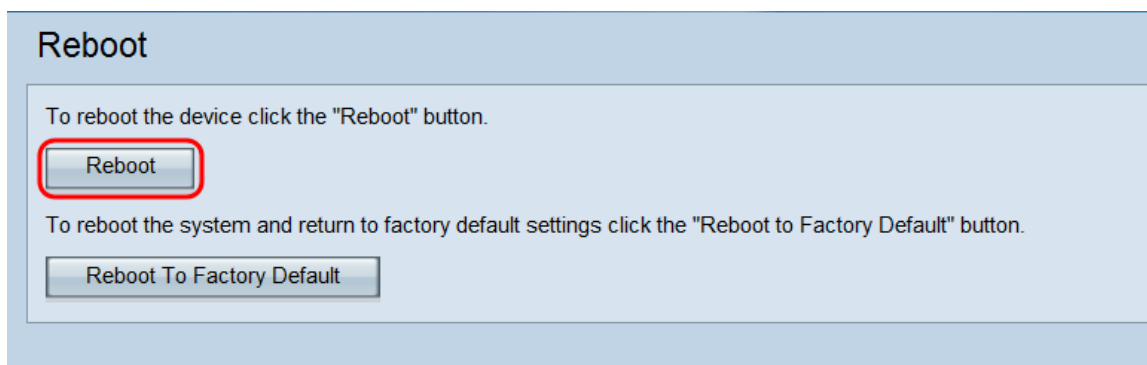 Reboot
To reboot the device click the "Reboot" button.
Reboot
To reboot the system and return to factory default settings click the "Reboot to Factory Default" button.
Reboot To Factory Default